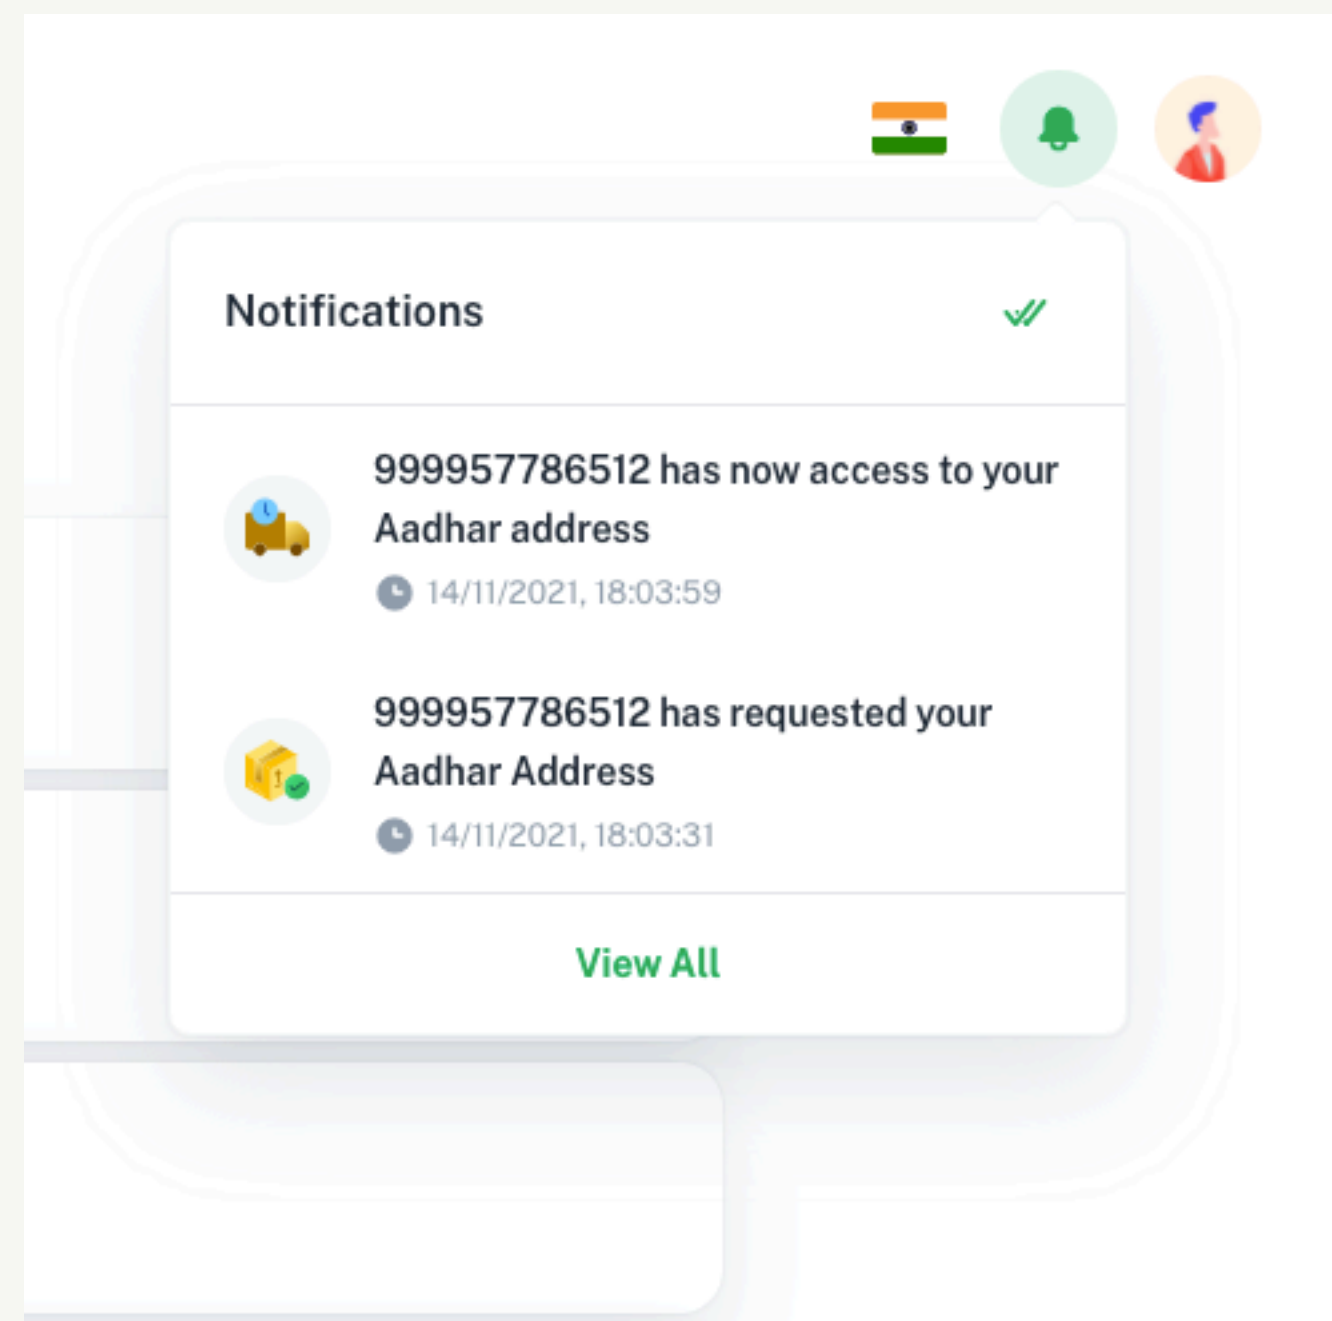 Notifications
999957786512 has now access to your
Aadhar address
14/11/2021, 18:03:59
999957786512 has requested your
Aadhar Address
14/11/2021, 18:03:31
View All